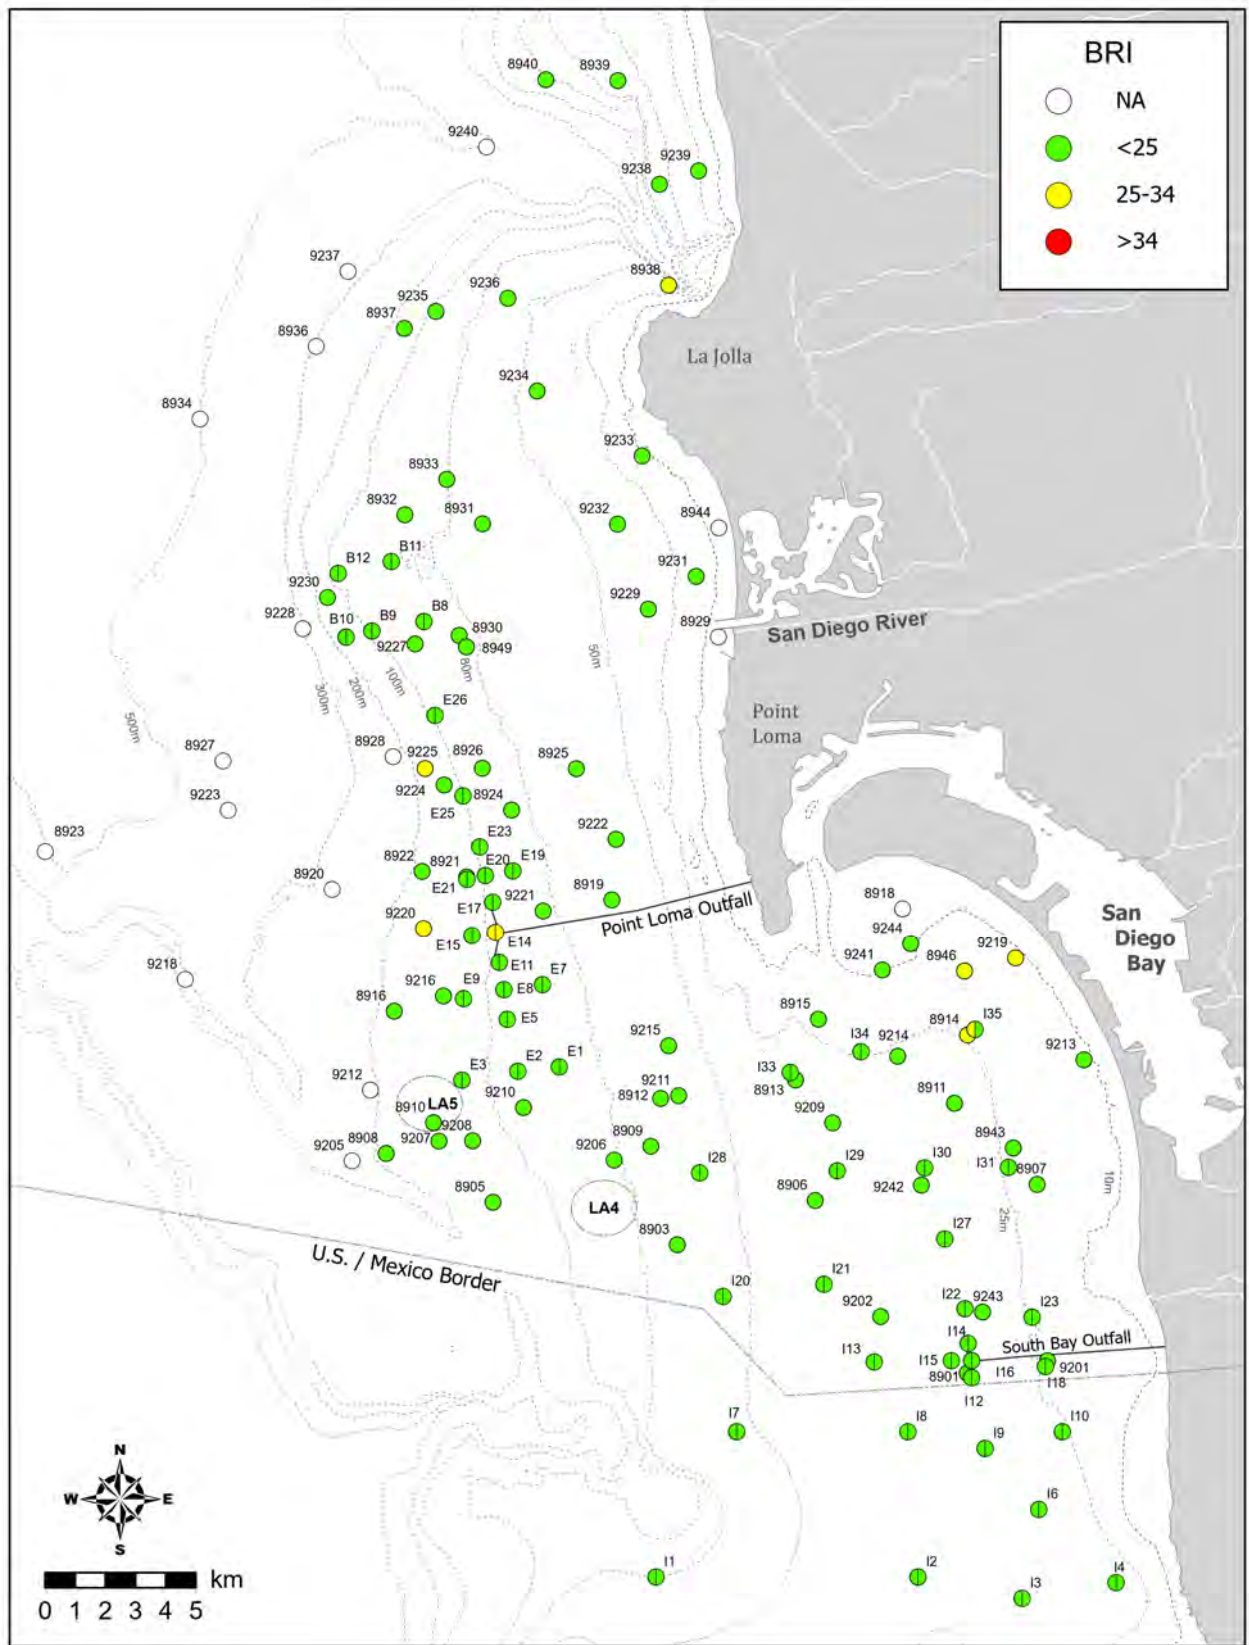 BRI
NA
<25
25-34
>34
8940
8939
9240
9239
9238
9237
8938
9236
9235
8937
8936
La Jolla
9234
8934
9233
8933
8932
8931
9232
8944
B11
B12
9231
9230
9229
9228
B10
B9
B8
8930
8929
San Diego River
9227
8949
50m
80m
100m
200m
300m
500m
E26
Point
Loma
8928
9225
8926
8925
8927
9224
8924
9223
E25
9222
8923
E23
8922
8921
E20
E19
8920
E21
9221
8919
E17
8918
Point Loma Outfall
San
Diego
Bay
9220
E14
E15
9244
9219
9241
8946
E11
9218
9216
E9
E8
E7
8916
E5
8915
8914
I35
9215
I34
9214
9213
E3
E2
E1
I33
9212
8913
9211
8912
8910
LA5
9210
8911
9209
9208
8909
8943
8908
9207
9206
9205
I28
I29
I30
I31
8907
10m
8905
LA4
8906
9242
25m
8903
I27
U.S. / Mexico Border
I21
I20
9202
I22
9243
I23
I14
South Bay Outfall
I13
I15
I16
9201
8901
I18
I12
I7
I8
I9
I10
N
W
E
S
I6
I1
I2
I3
I4
km
0 1 2 3 4 5